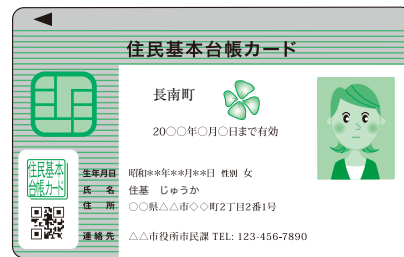 住民基本台帳カード
長南町
20〇〇年〇月〇日まで有効
住民基本
台帳カード
生年月日 昭和**年**月**日 性別 女
氏 名 住基 じゅうか
住 所 〇〇県△△市◇◇町2丁目2番1号
連絡先 △△市役所市民課 TEL: 123-456-7890